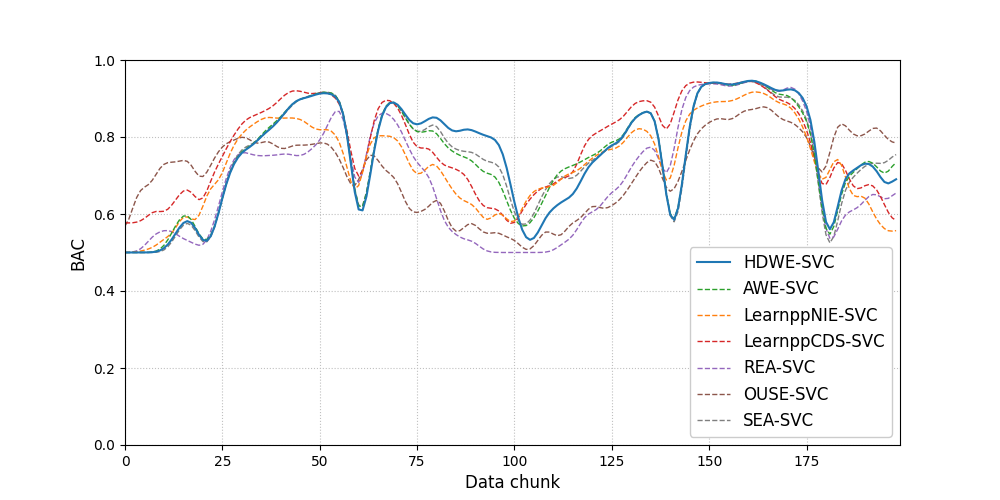 1.0
0.8
0.6
0.4
0.2
0.0
BAC
0
25
50
75
100
125
150
175
Data chunk
HDWE-SVC
AWE-SVC
LearnppNIE-SVC
LearnppCDS-SVC
REA-SVC
OUSE-SVC
SEA-SVC